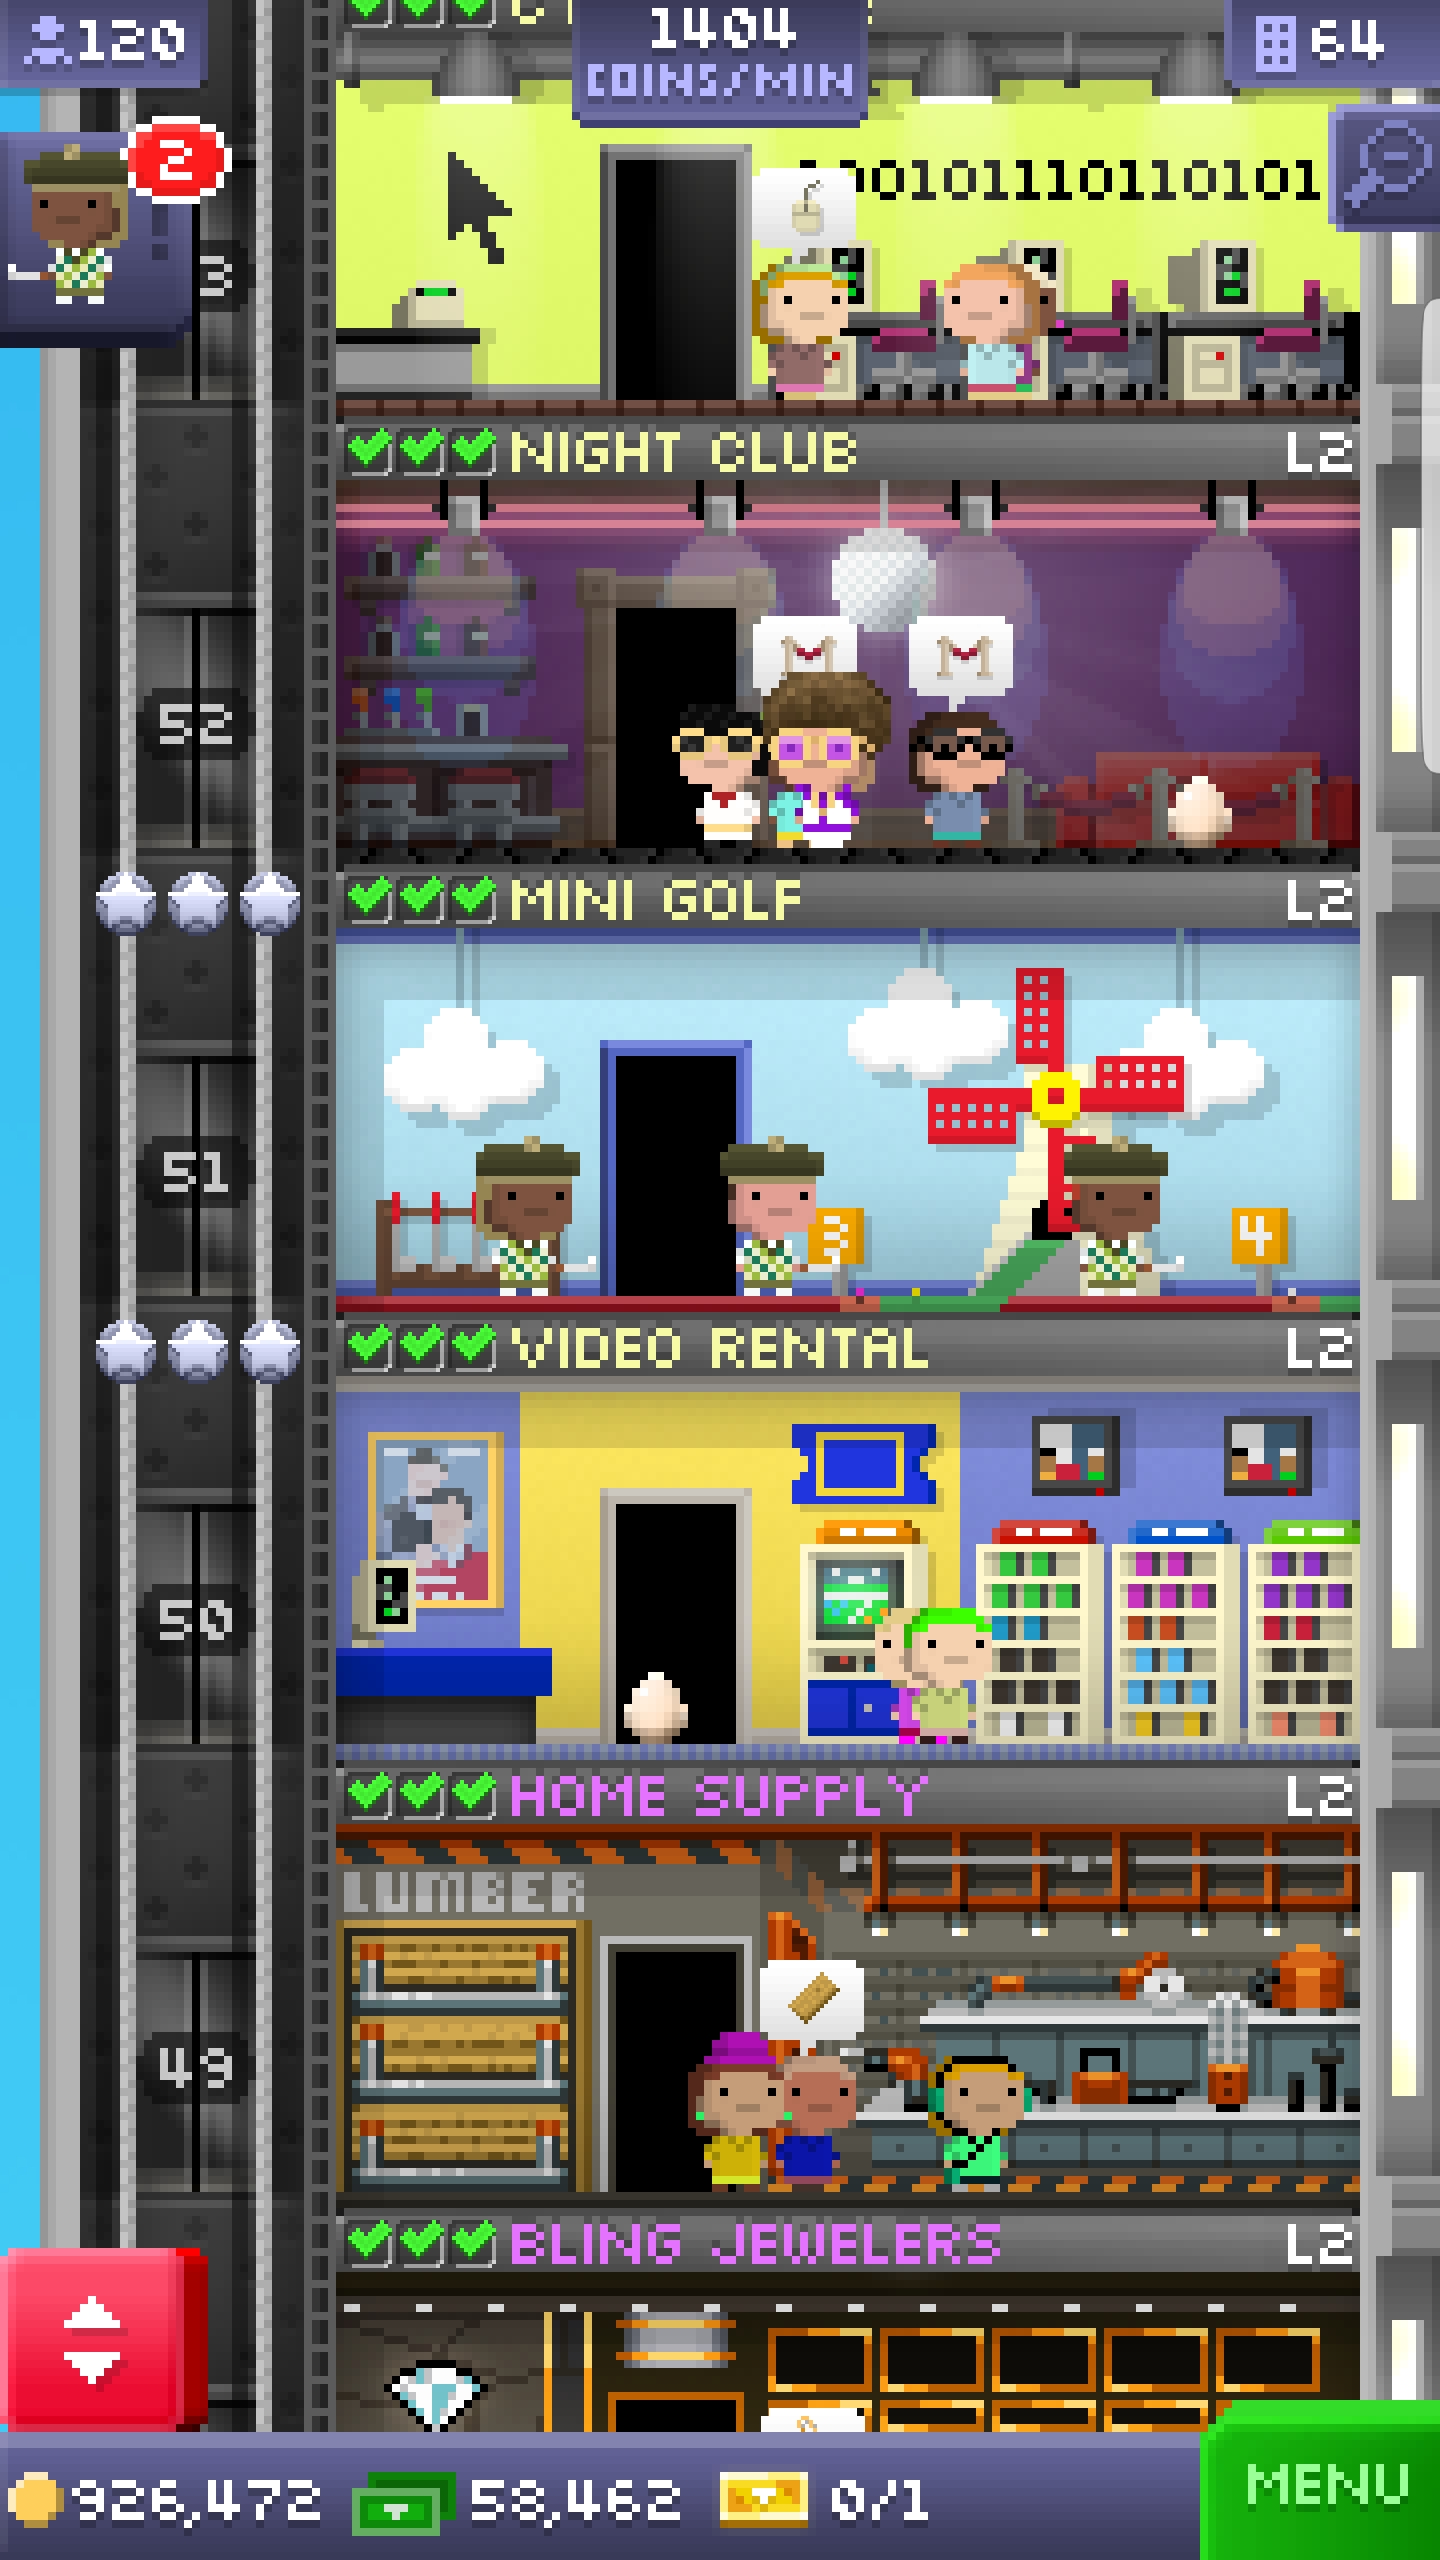 120
1404
COINS/MIN
64
2
00101110110101
3
NIGHT CLUB L2
52
MINI GOLF L2
51
3
4
VIDEO RENTAL L2
50
HOME SUPPLY L2
LUMBER
49
BLING JEWELERS L2
926,472 58,462 0/1 MENU